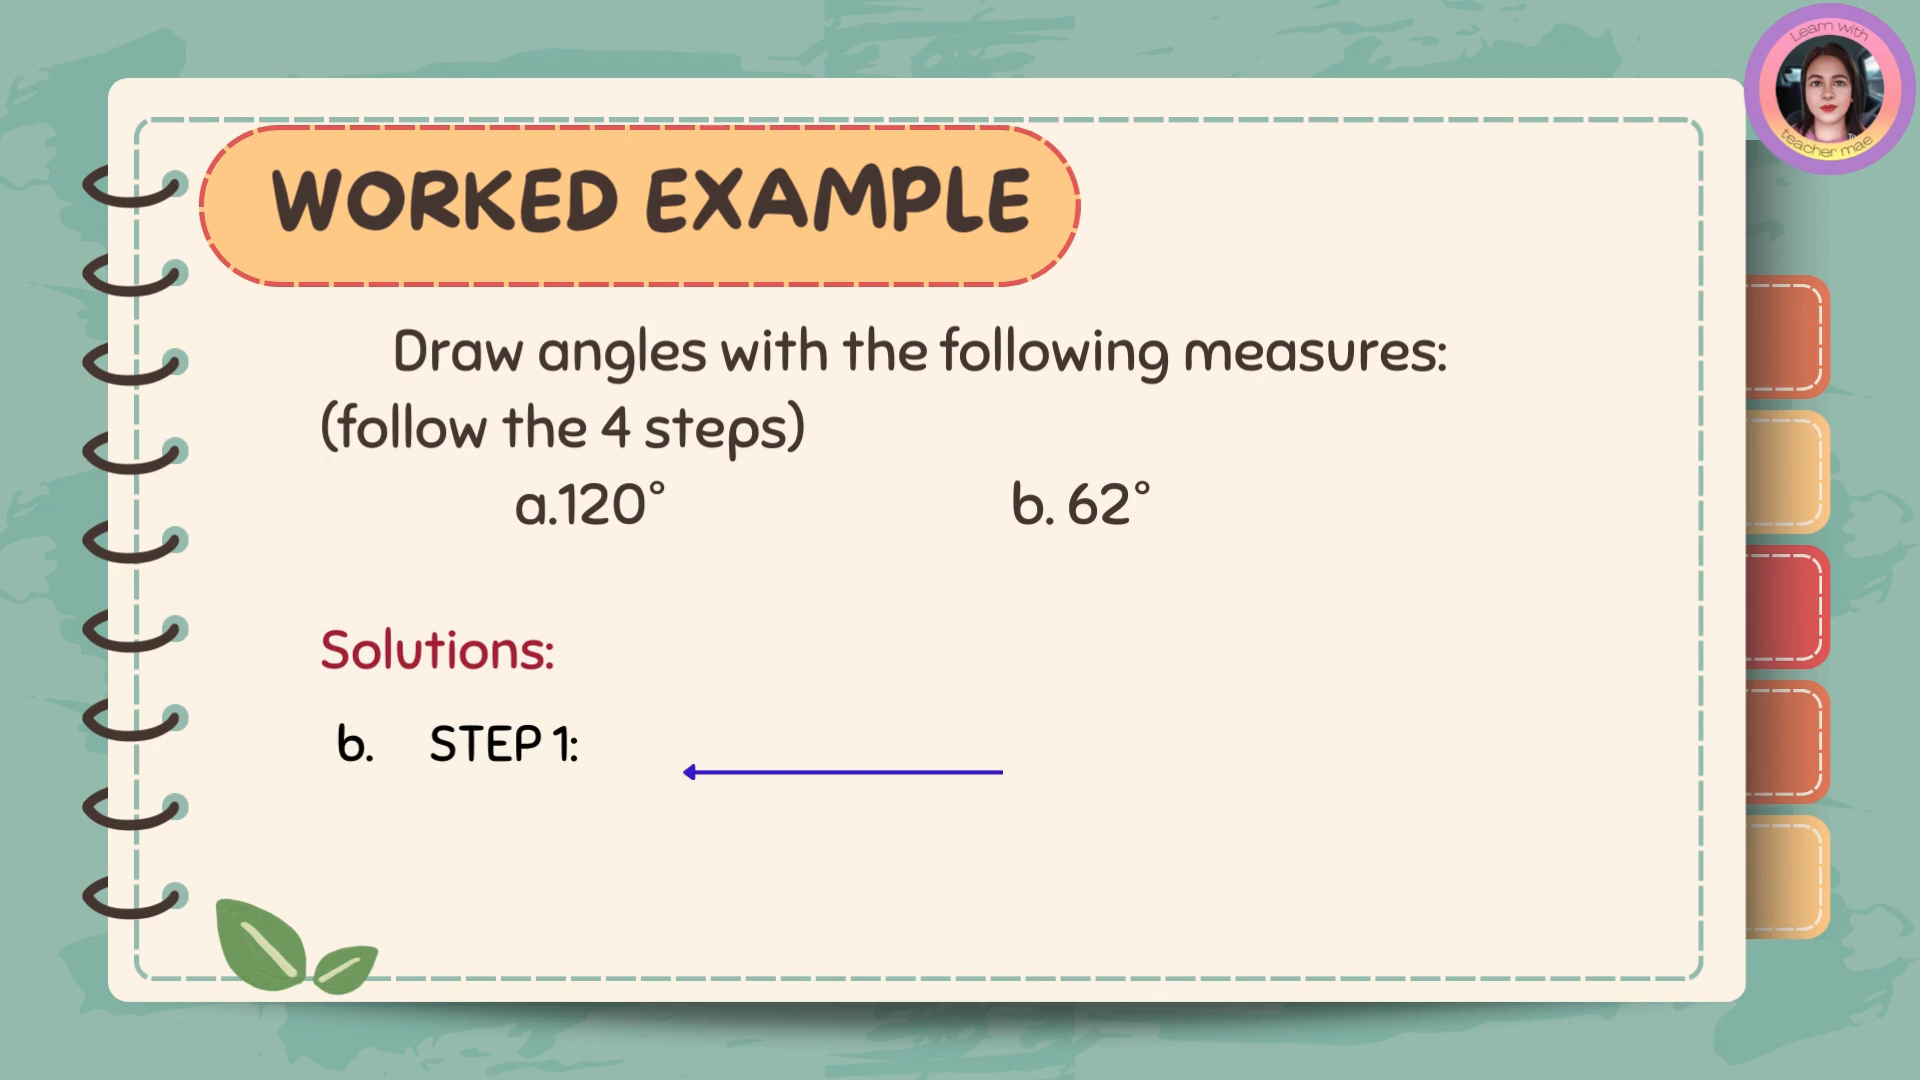 Learn with
teacher mae
WORKED EXAMPLE
Draw angles with the following measures:
(follow the 4 steps)
a.120° b. 62°
Solutions:
b. STEP 1: